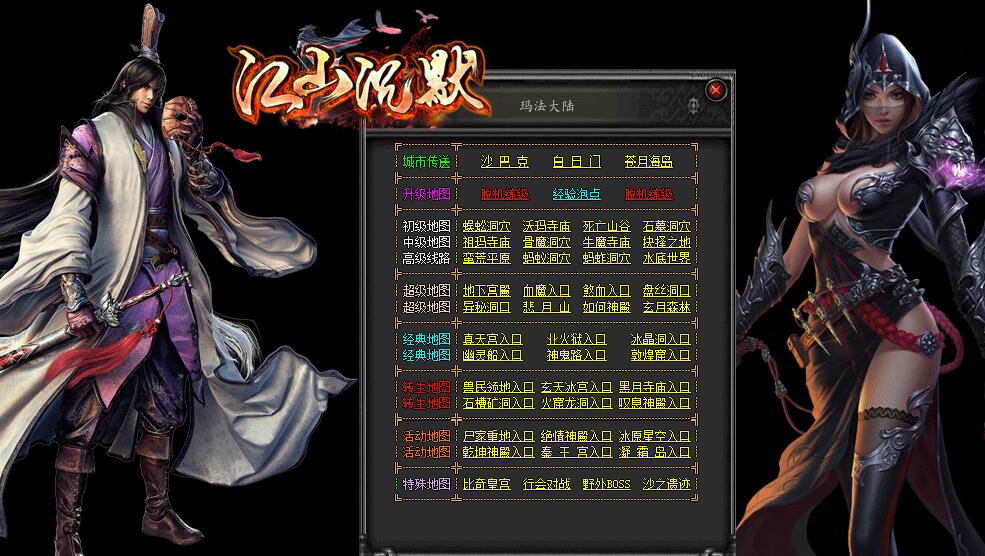 江山沉默
玛法大陆
城市传送 沙巴克 白日门 苍月海岛
升级地图 脱机练级 经验泡点 脱机练级
初级地图 蜈蚣洞穴 沃玛寺庙 死亡山谷 石墓洞穴
中级地图 祖玛寺庙 骨魔洞穴 牛魔寺庙 抉择之地
高级线路 蛮荒平原 蚂蚁洞穴 蚂蚱洞穴 水底世界
超级地图 地下宫殿 血魔入口 煞血入口 盘丝洞口
超级地图 异秘洞口 悲月山 如何神殿 玄月森林
经典地图 真天宫入口 业火狱入口 冰晶洞入口
经典地图 幽灵船入口 神鬼路入口 敦煌窟入口
转生地图 兽民领地入口 玄天冰宫入口 黑月寺庙入口
转生地图 石槽矿洞入口 火窟龙洞入口 叹息神殿入口
活动地图 尸家重地入口 绝情神殿入口 冰原星空入口
活动地图 乾坤神殿入口 秦王宫入口 凝霜岛入口
特殊地图 比奇皇宫 行会对战 野外BOSS 沙之遗迹